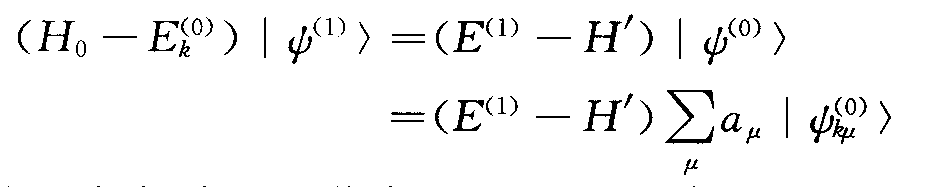 (H₀ − E_k^{(0)}) | ψ^{(1)} ⟩ = (E^{(1)} − H′) | ψ^{(0)} ⟩
= (E^{(1)} − H′) ∑_μ a_μ | ψ_{kμ}^{(0)} ⟩